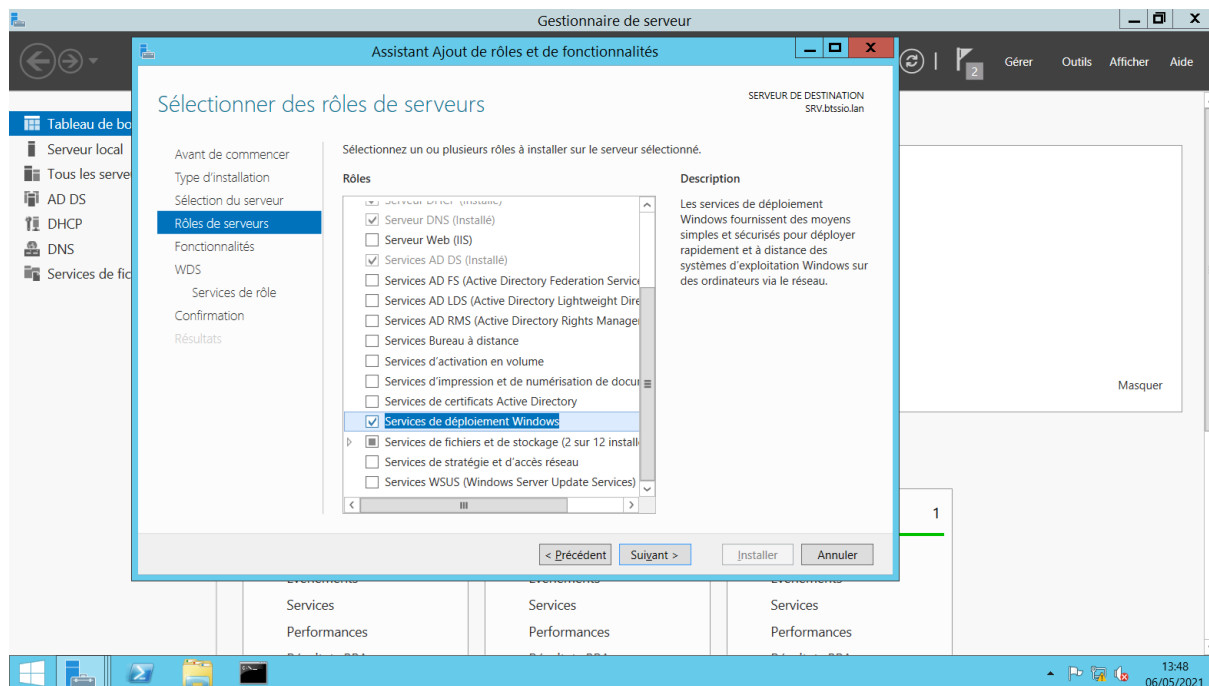 Gestionnaire de serveur
Assistant Ajout de rôles et de fonctionnalités
2
Gérer
Outils
Afficher
Aide
Sélectionner des rôles de serveurs
SERVEUR DE DESTINATION
SRV.btssio.lan
Tableau de bo
Serveur local
Tous les serve
AD DS
DHCP
DNS
Services de fic
Avant de commencer
Type d'installation
Sélection du serveur
Rôles de serveurs
Fonctionnalités
WDS
Services de rôle
Confirmation
Résultats
Sélectionnez un ou plusieurs rôles à installer sur le serveur sélectionné.
Rôles
Serveur DHCP (Installé)
Serveur DNS (Installé)
Serveur Web (IIS)
Services AD DS (Installé)
Services AD FS (Active Directory Federation Service
Services AD LDS (Active Directory Lightweight Dire
Services AD RMS (Active Directory Rights Manage
Services Bureau à distance
Services d'activation en volume
Services d'impression et de numérisation de docu
Services de certificats Active Directory
Services de déploiement Windows
Services de fichiers et de stockage (2 sur 12 install
Services de stratégie et d'accès réseau
Services WSUS (Windows Server Update Services)
Description
Les services de déploiement
Windows fournissent des moyens
simples et sécurisés pour déployer
rapidement et à distance des
systèmes d'exploitation Windows sur
des ordinateurs via le réseau.
Masquer
1
< Précédent
Suivant >
Installer
Annuler
Événements
Événements
Événements
Services
Services
Services
Performances
Performances
Performances
13:48
06/05/2021